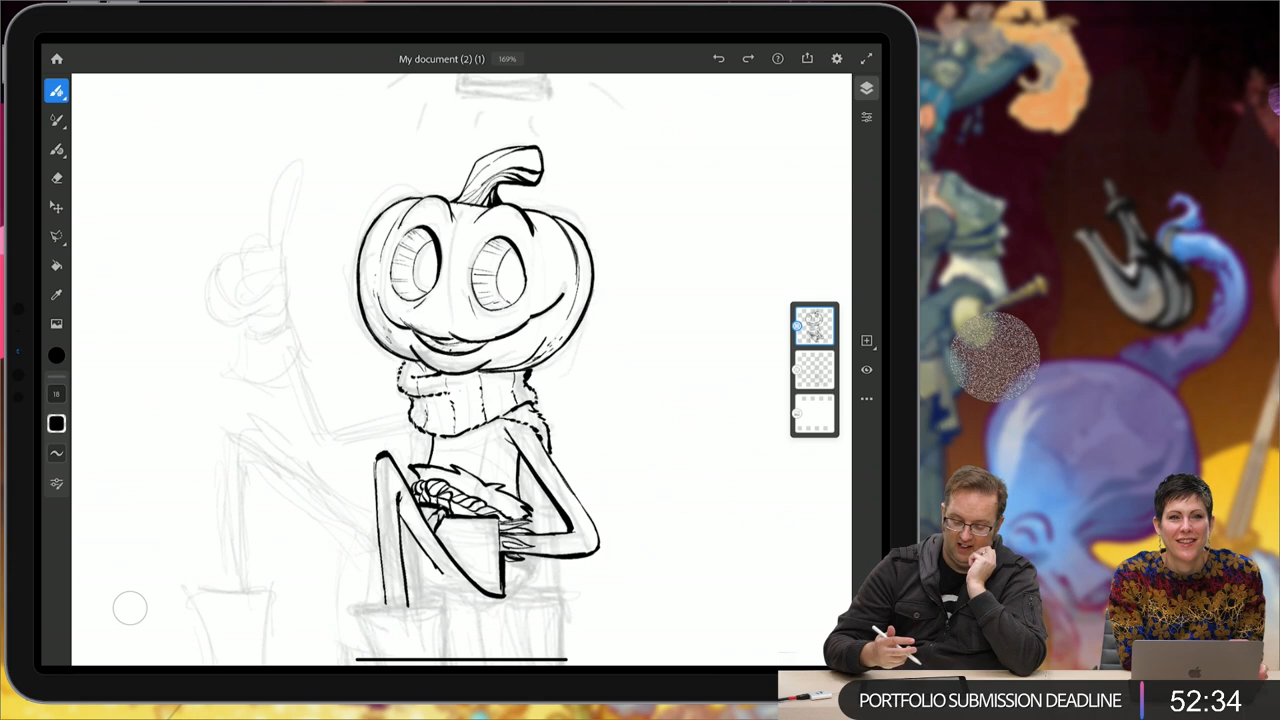 My document (2) (1) 169%
18
PORTFOLIO SUBMISSION DEADLINE 52:34